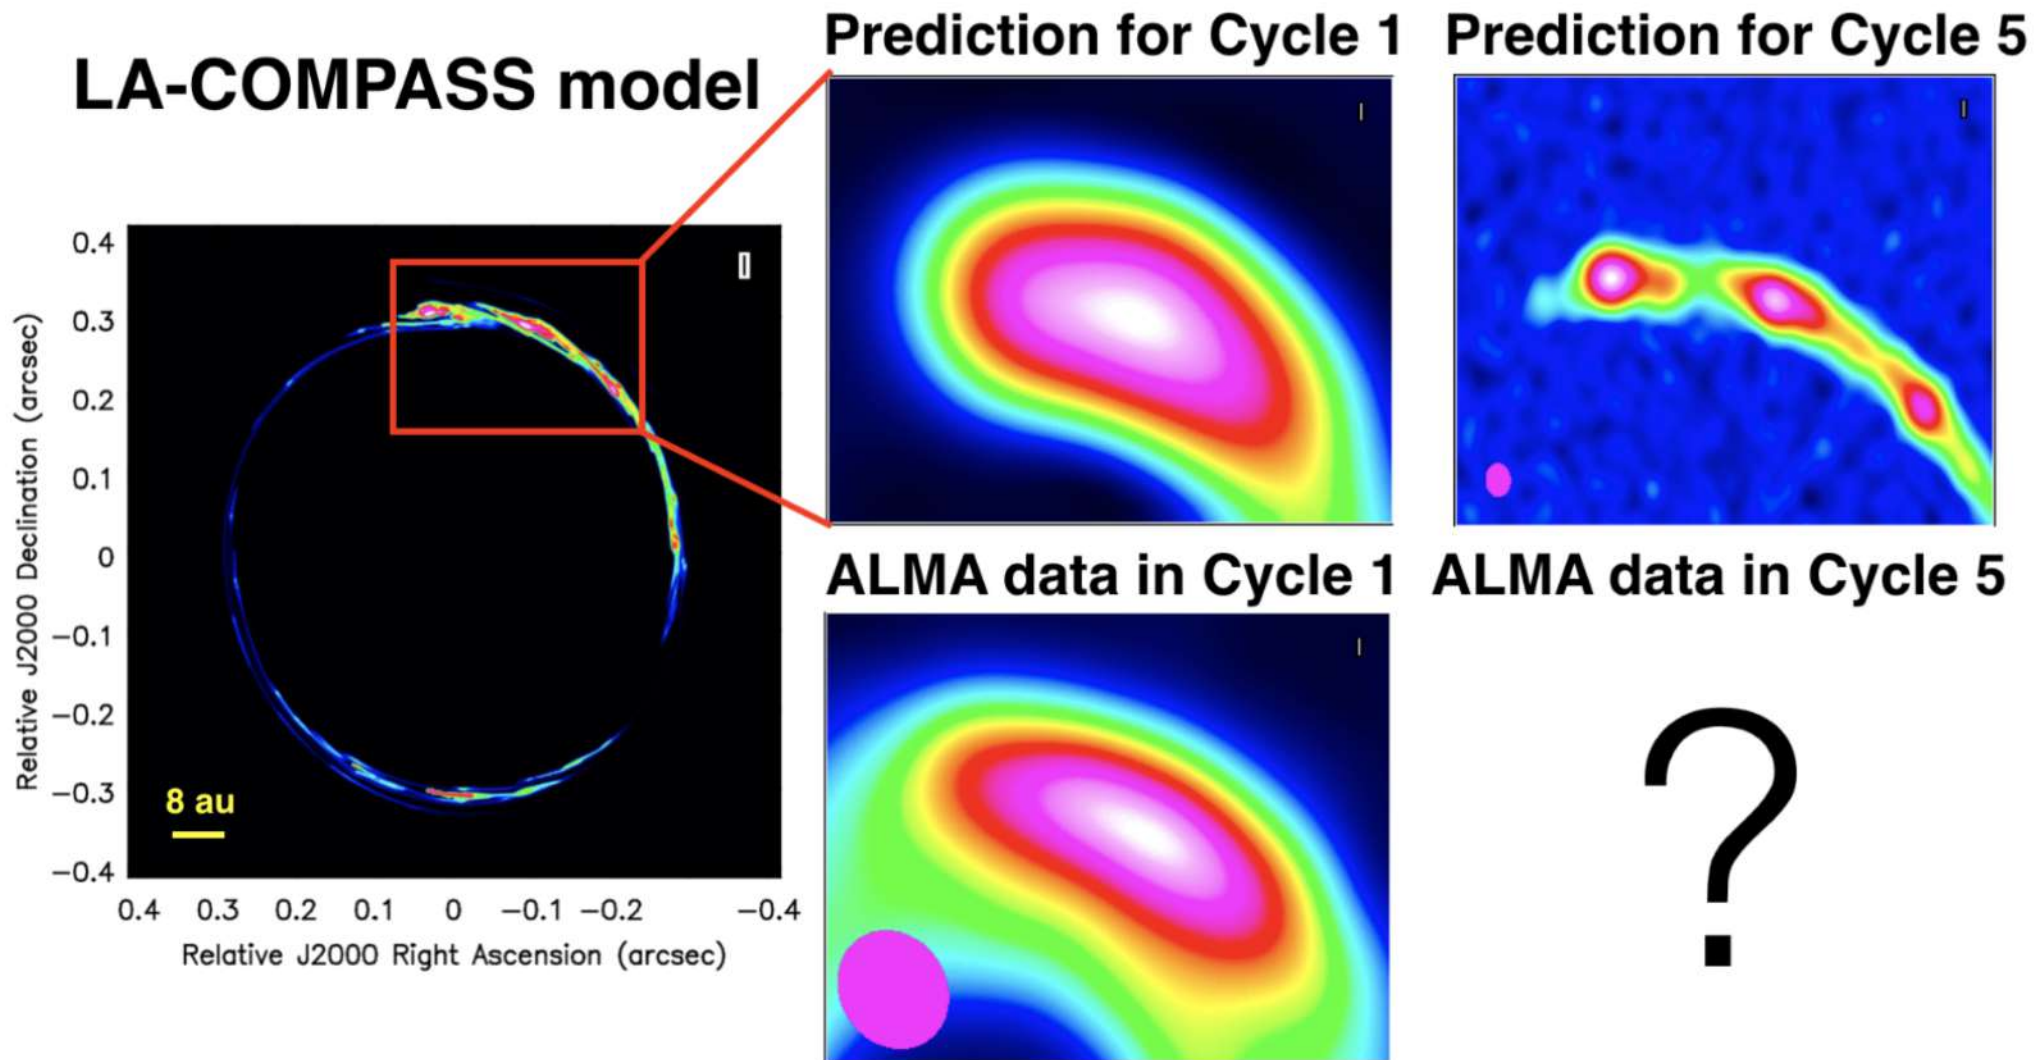 LA-COMPASS model
Prediction for Cycle 1
Prediction for Cycle 5
Relative J2000 Declination (arcsec)
0.4
0.3
0.2
0.1
0
−0.1
−0.2
−0.3
−0.4
8 au
0.4 0.3 0.2 0.1 0 −0.1 −0.2 −0.4
Relative J2000 Right Ascension (arcsec)
ALMA data in Cycle 1
ALMA data in Cycle 5
?